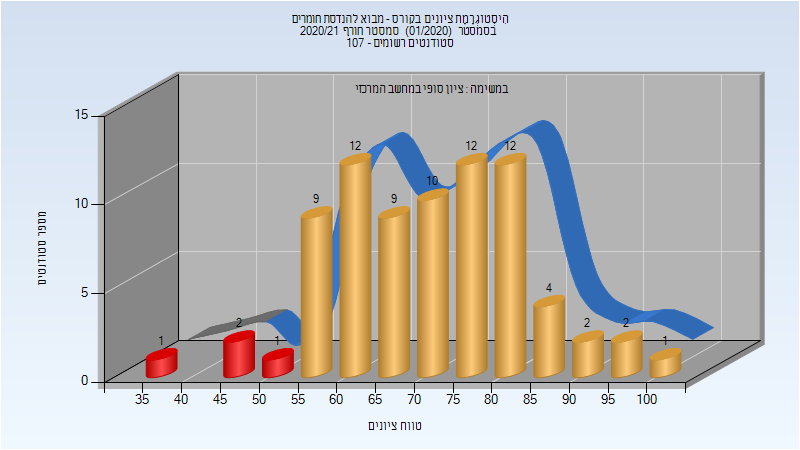 היסטוגרמת ציונים בקורס - מבוא להנדסת חומרים
בסמסטר (01/2020) סמסטר חורף 2020/21
סטודנטים רשומים - 107
במשימה : ציון סופי במחשב המרכזי
מספר סטודנטים
15
10
5
0
1
2
1
9
12
9
10
12
12
4
2
2
1
35 40 45 50 55 60 65 70 75 80 85 90 95 100
טווח ציונים